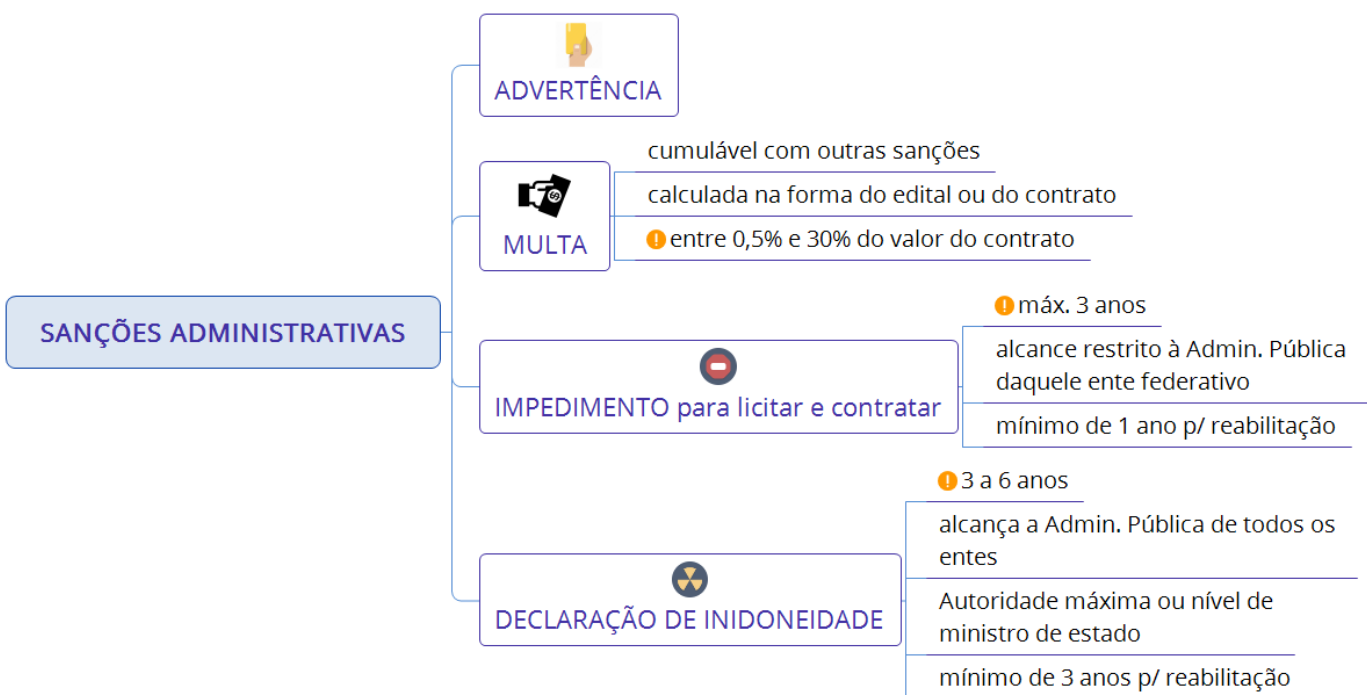 ADVERTÊNCIA
cumulável com outras sanções
calculada na forma do edital ou do contrato
MULTA
entre 0,5% e 30% do valor do contrato
SANÇÕES ADMINISTRATIVAS
máx. 3 anos
alcance restrito à Admin. Pública
daquele ente federativo
IMPEDIMENTO para licitar e contratar
mínimo de 1 ano p/ reabilitação
3 a 6 anos
alcança a Admin. Pública de todos os
entes
DECLARAÇÃO DE INIDONEIDADE
Autoridade máxima ou nível de
ministro de estado
mínimo de 3 anos p/ reabilitação